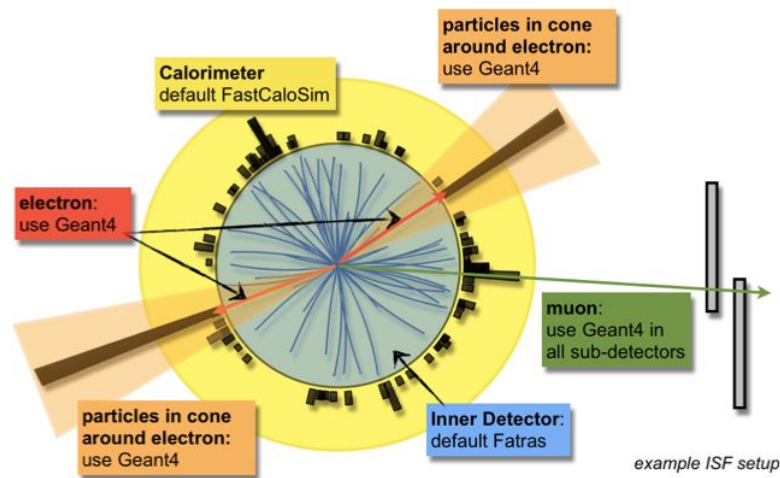 particles in cone
around electron:
use Geant4
Calorimeter
default FastCaloSim
electron:
use Geant4
muon:
use Geant4 in
all sub-detectors
particles in cone
around electron:
use Geant4
Inner Detector:
default Fatras
example ISF setup